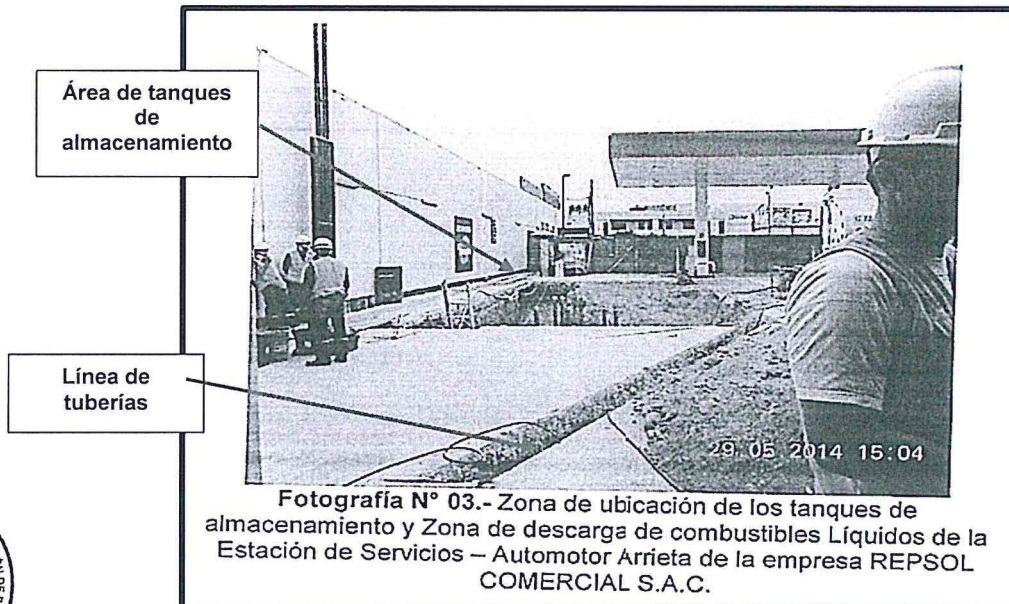 Área de tanques
de
almacenamiento
Línea de
tuberías
29 05 2014 15:04
Fotografía N° 03.- Zona de ubicación de los tanques de
almacenamiento y Zona de descarga de combustibles Líquidos de la
Estación de Servicios – Automotor Arrieta de la empresa REPSOL
COMERCIAL S.A.C.